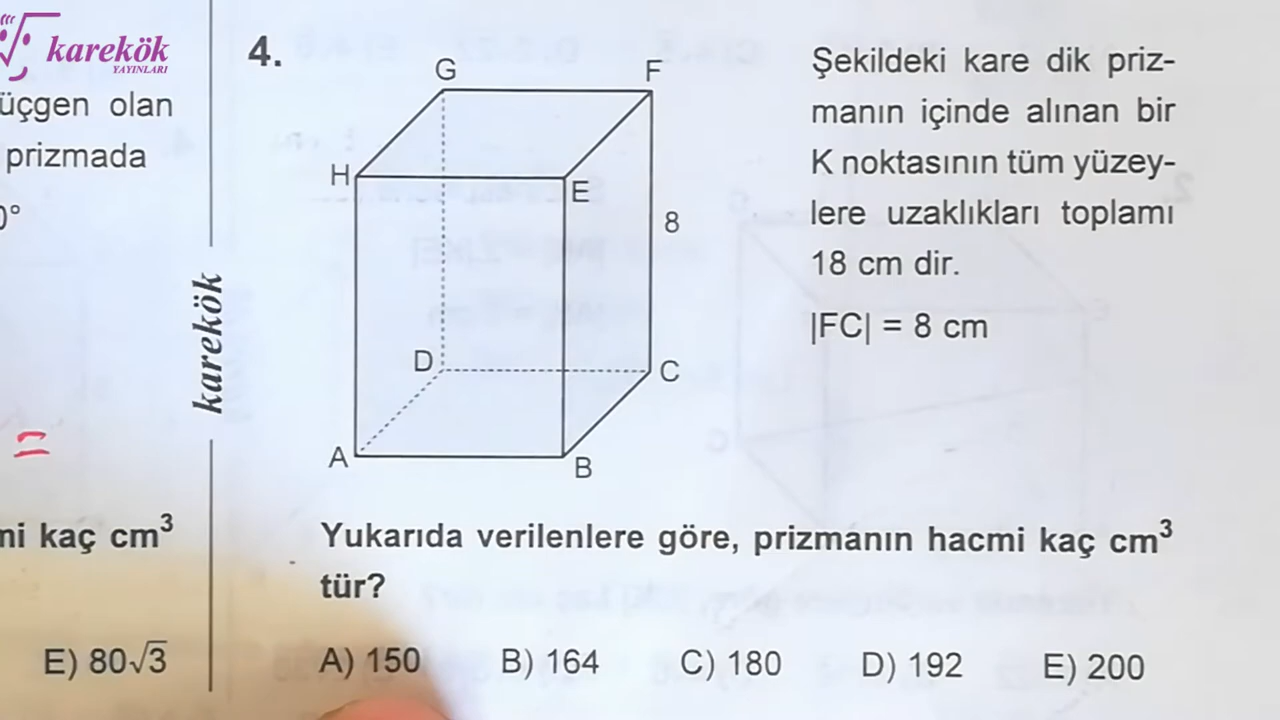 karekök
YAYINLARI
üçgen olan
prizmada
0°
=
mi kaç cm³
E) 80√3
karekök
4.
G
F
H
E
8
D
C
A
B
Şekildeki kare dik priz-
manın içinde alınan bir
K noktasının tüm yüzey-
lere uzaklıkları toplamı
18 cm dir.
|FC| = 8 cm
Yukarıda verilenlere göre, prizmanın hacmi kaç cm³
tür?
A) 150 B) 164 C) 180 D) 192 E) 200